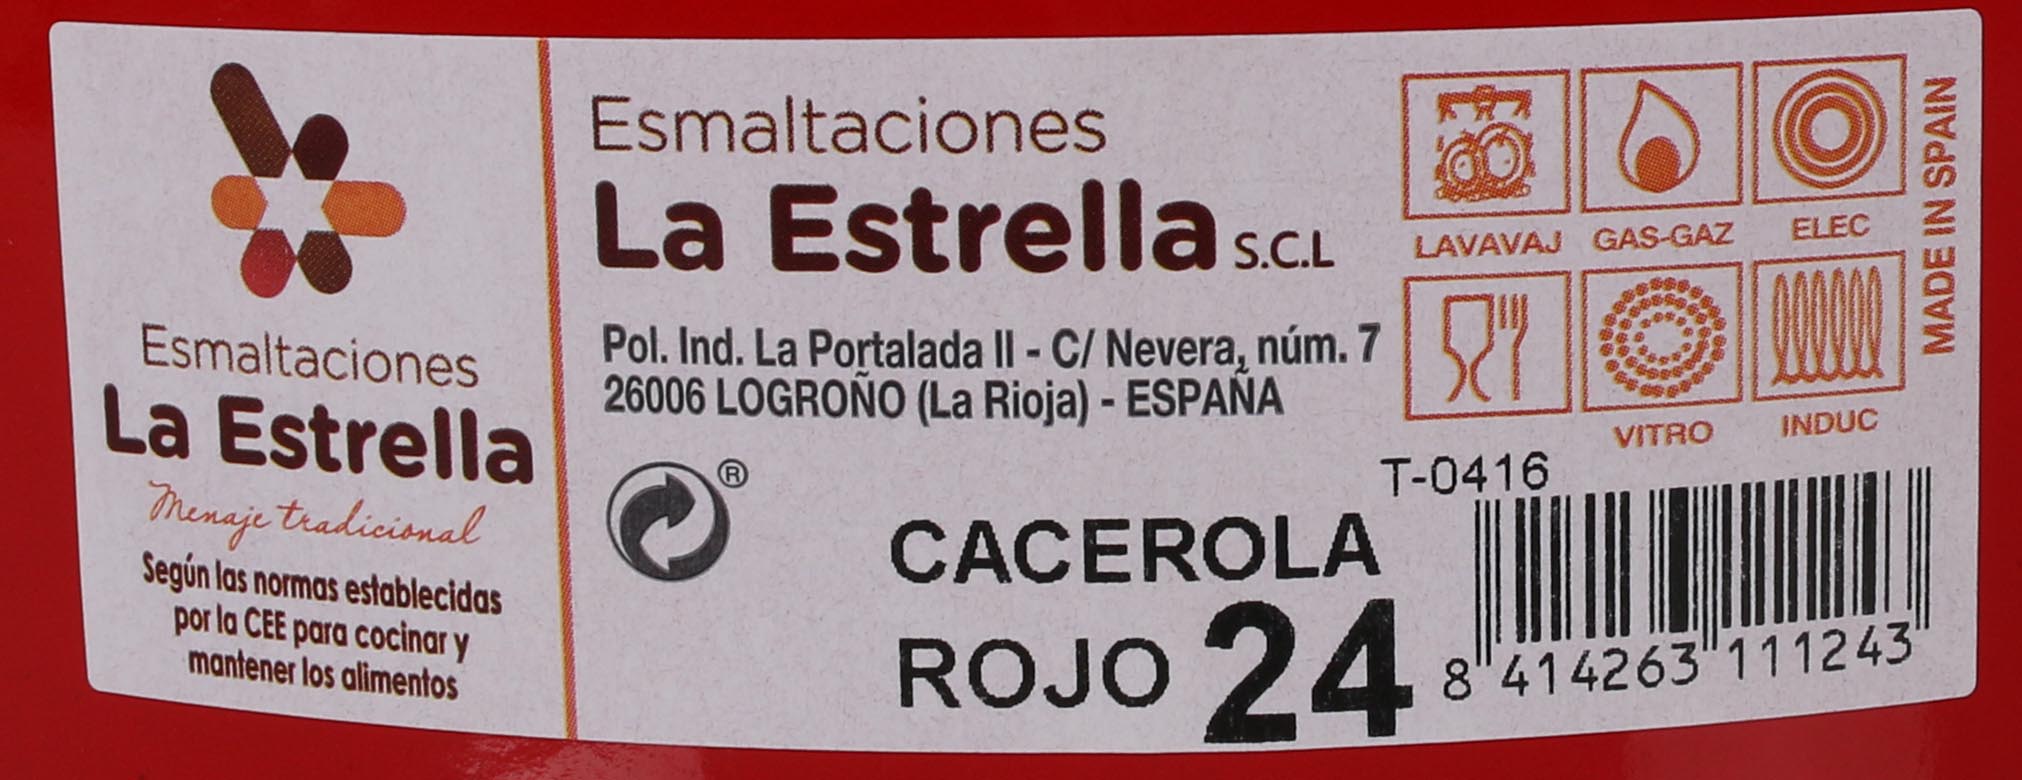 Esmaltaciones
La Estrella
Menaje tradicional
Según las normas establecidas
por la CEE para cocinar y
mantener los alimentos
Esmaltaciones
La Estrella S.C.L
Pol. Ind. La Portalada II - C/ Nevera, núm. 7
26006 LOGROÑO (La Rioja) - ESPAÑA
®
CACEROLA
ROJO 24
LAVAVAJ GAS-GAZ ELEC
VITRO INDUC
MADE IN SPAIN
T-0416
8 414263 111243